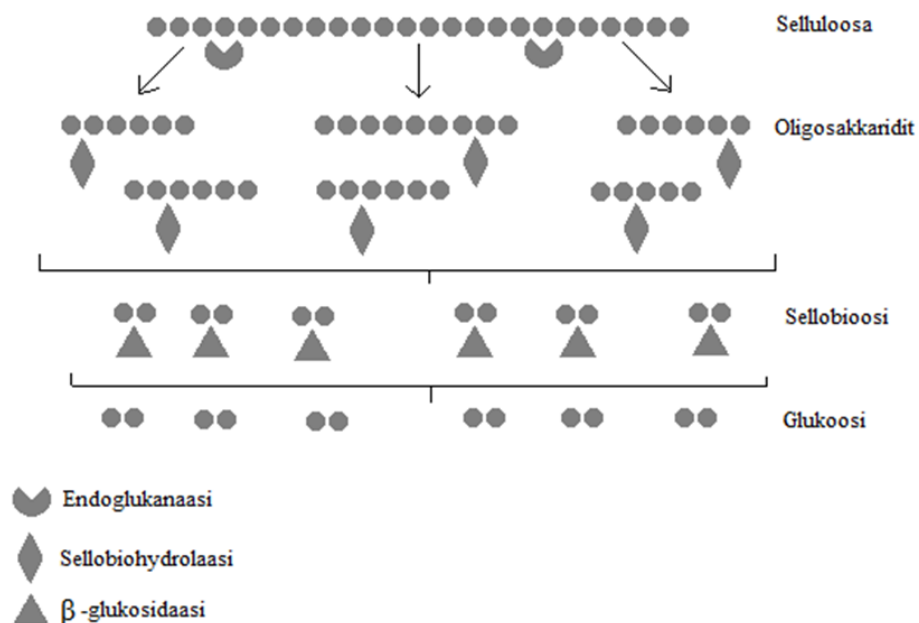 Selluloosa
Oligosakkaridit
Sellobioosi
Glukoosi
Endoglukanaasi
Sellobiohydrolaasi
β -glukosidaasi